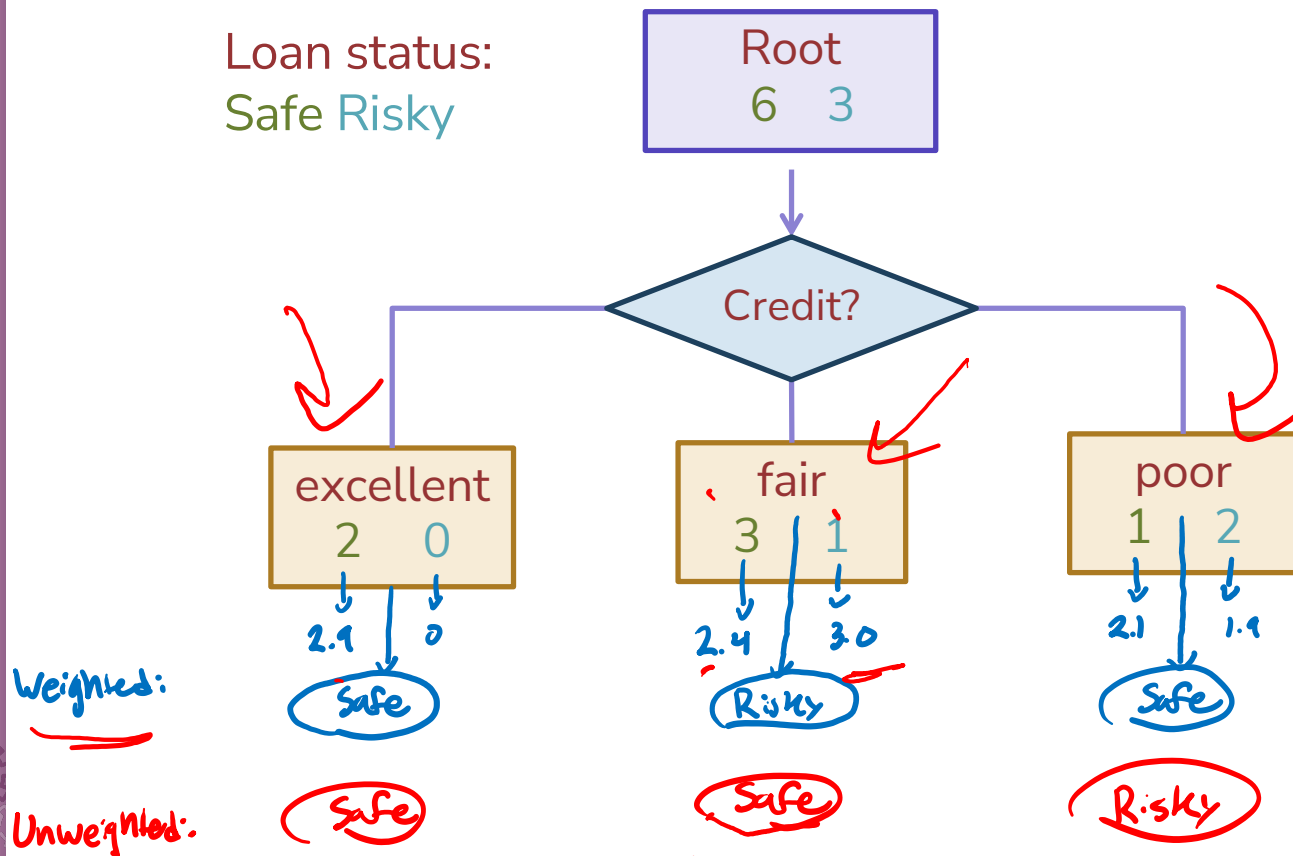 Loan status:
Safe Risky
Root
6 3
Credit?
excellent
2 0
fair
3 1
poor
1 2
2.9 0
2.4 3.0
2.1 1.9
Weighted:
Safe
Risky
Safe
Unweighted:
Safe
Safe
Risky